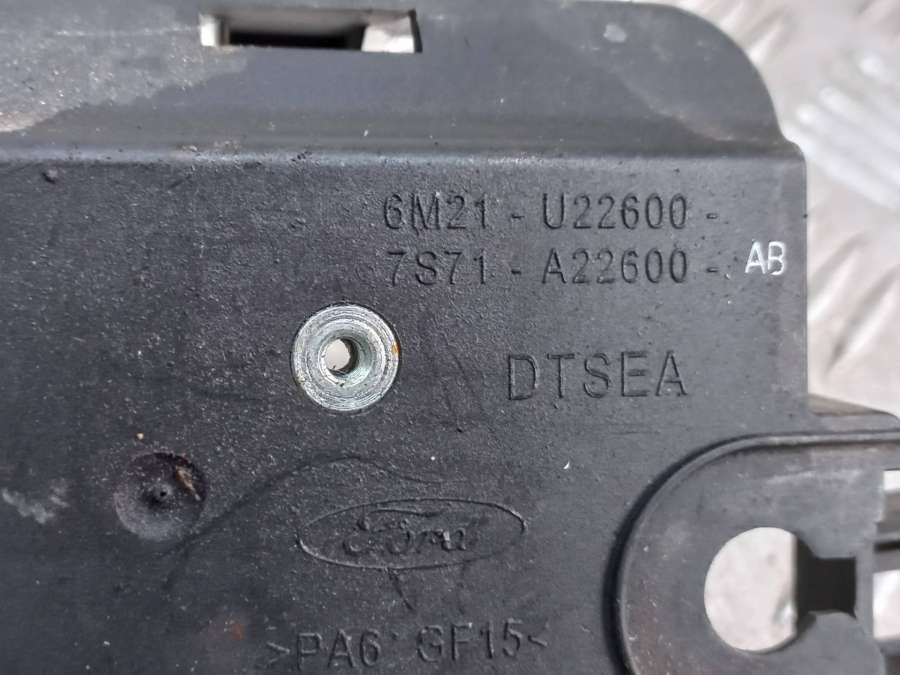 6M21 - U22600 -
7S71 - A22600 - AB
DTSEA
Ford
>PA6 GF15<